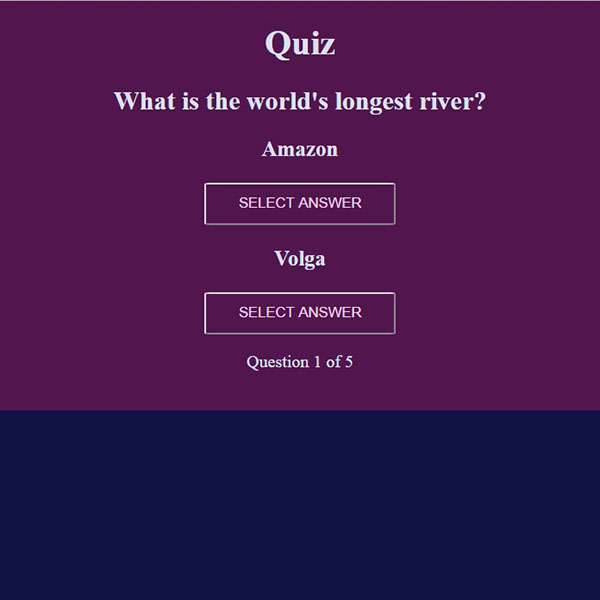 Quiz
What is the world's longest river?
Amazon
SELECT ANSWER
Volga
SELECT ANSWER
Question 1 of 5